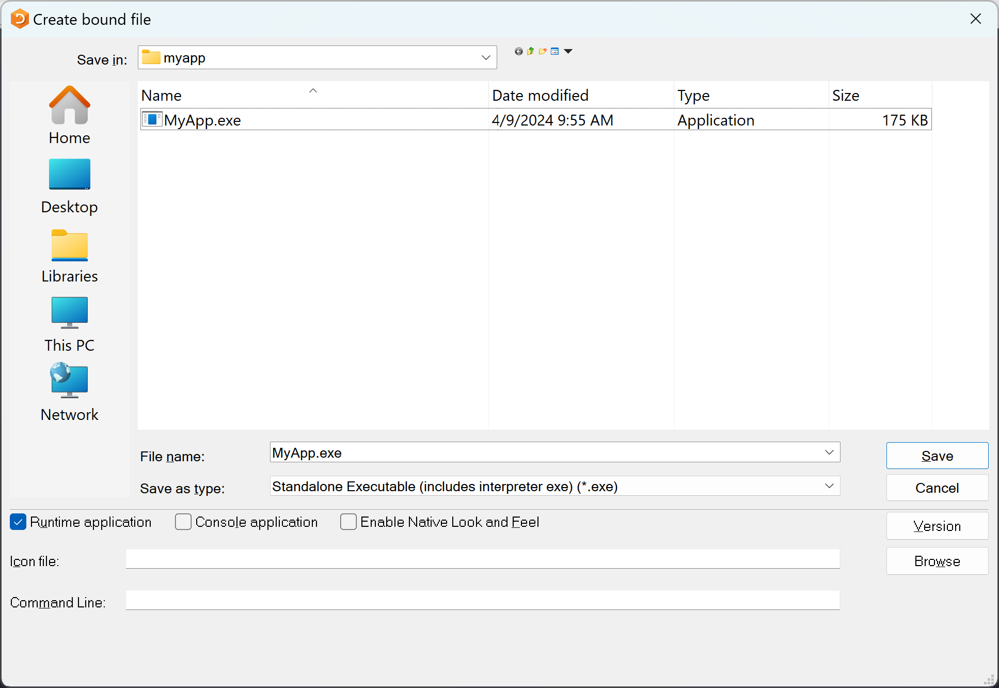 Create bound file
Save in: myapp
Name Date modified Type Size
MyApp.exe 4/9/2024 9:55 AM Application 175 KB
Home
Desktop
Libraries
This PC
Network
File name: MyApp.exe Save
Save as type: Standalone Executable (includes interpreter exe) (*.exe) Cancel
Runtime application Console application Enable Native Look and Feel Version
Icon file: Browse
Command Line: